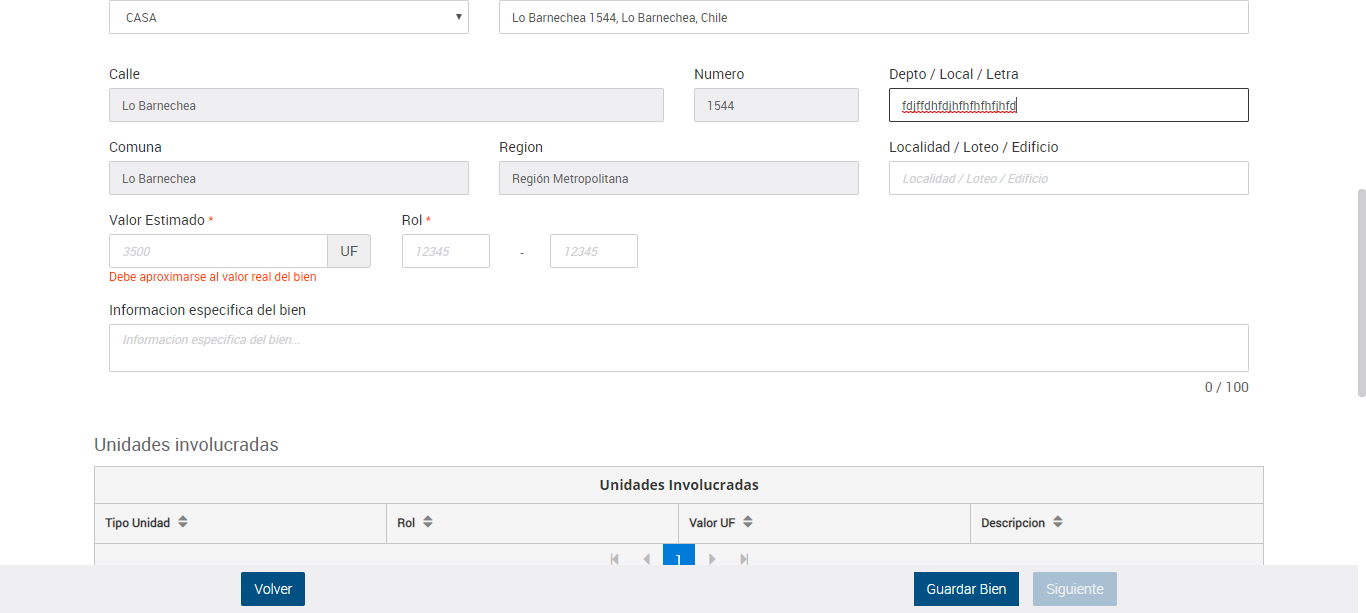 CASA
Lo Barnechea 1544, Lo Barnechea, Chile
Calle
Numero
Depto / Local / Letra
Lo Barnechea
1544
fdjffdhfdjhfhfhfhfjhfd
Comuna
Region
Localidad / Loteo / Edificio
Lo Barnechea
Región Metropolitana
Localidad / Loteo / Edificio
Valor Estimado *
Rol *
3500 UF
12345 - 12345
Debe aproximarse al valor real del bien
Informacion especifica del bien
Informacion especifica del bien...
0 / 100
Unidades involucradas
Unidades Involucradas
Tipo Unidad
Rol
Valor UF
Descripcion
1
Volver
Guardar Bien
Siguiente